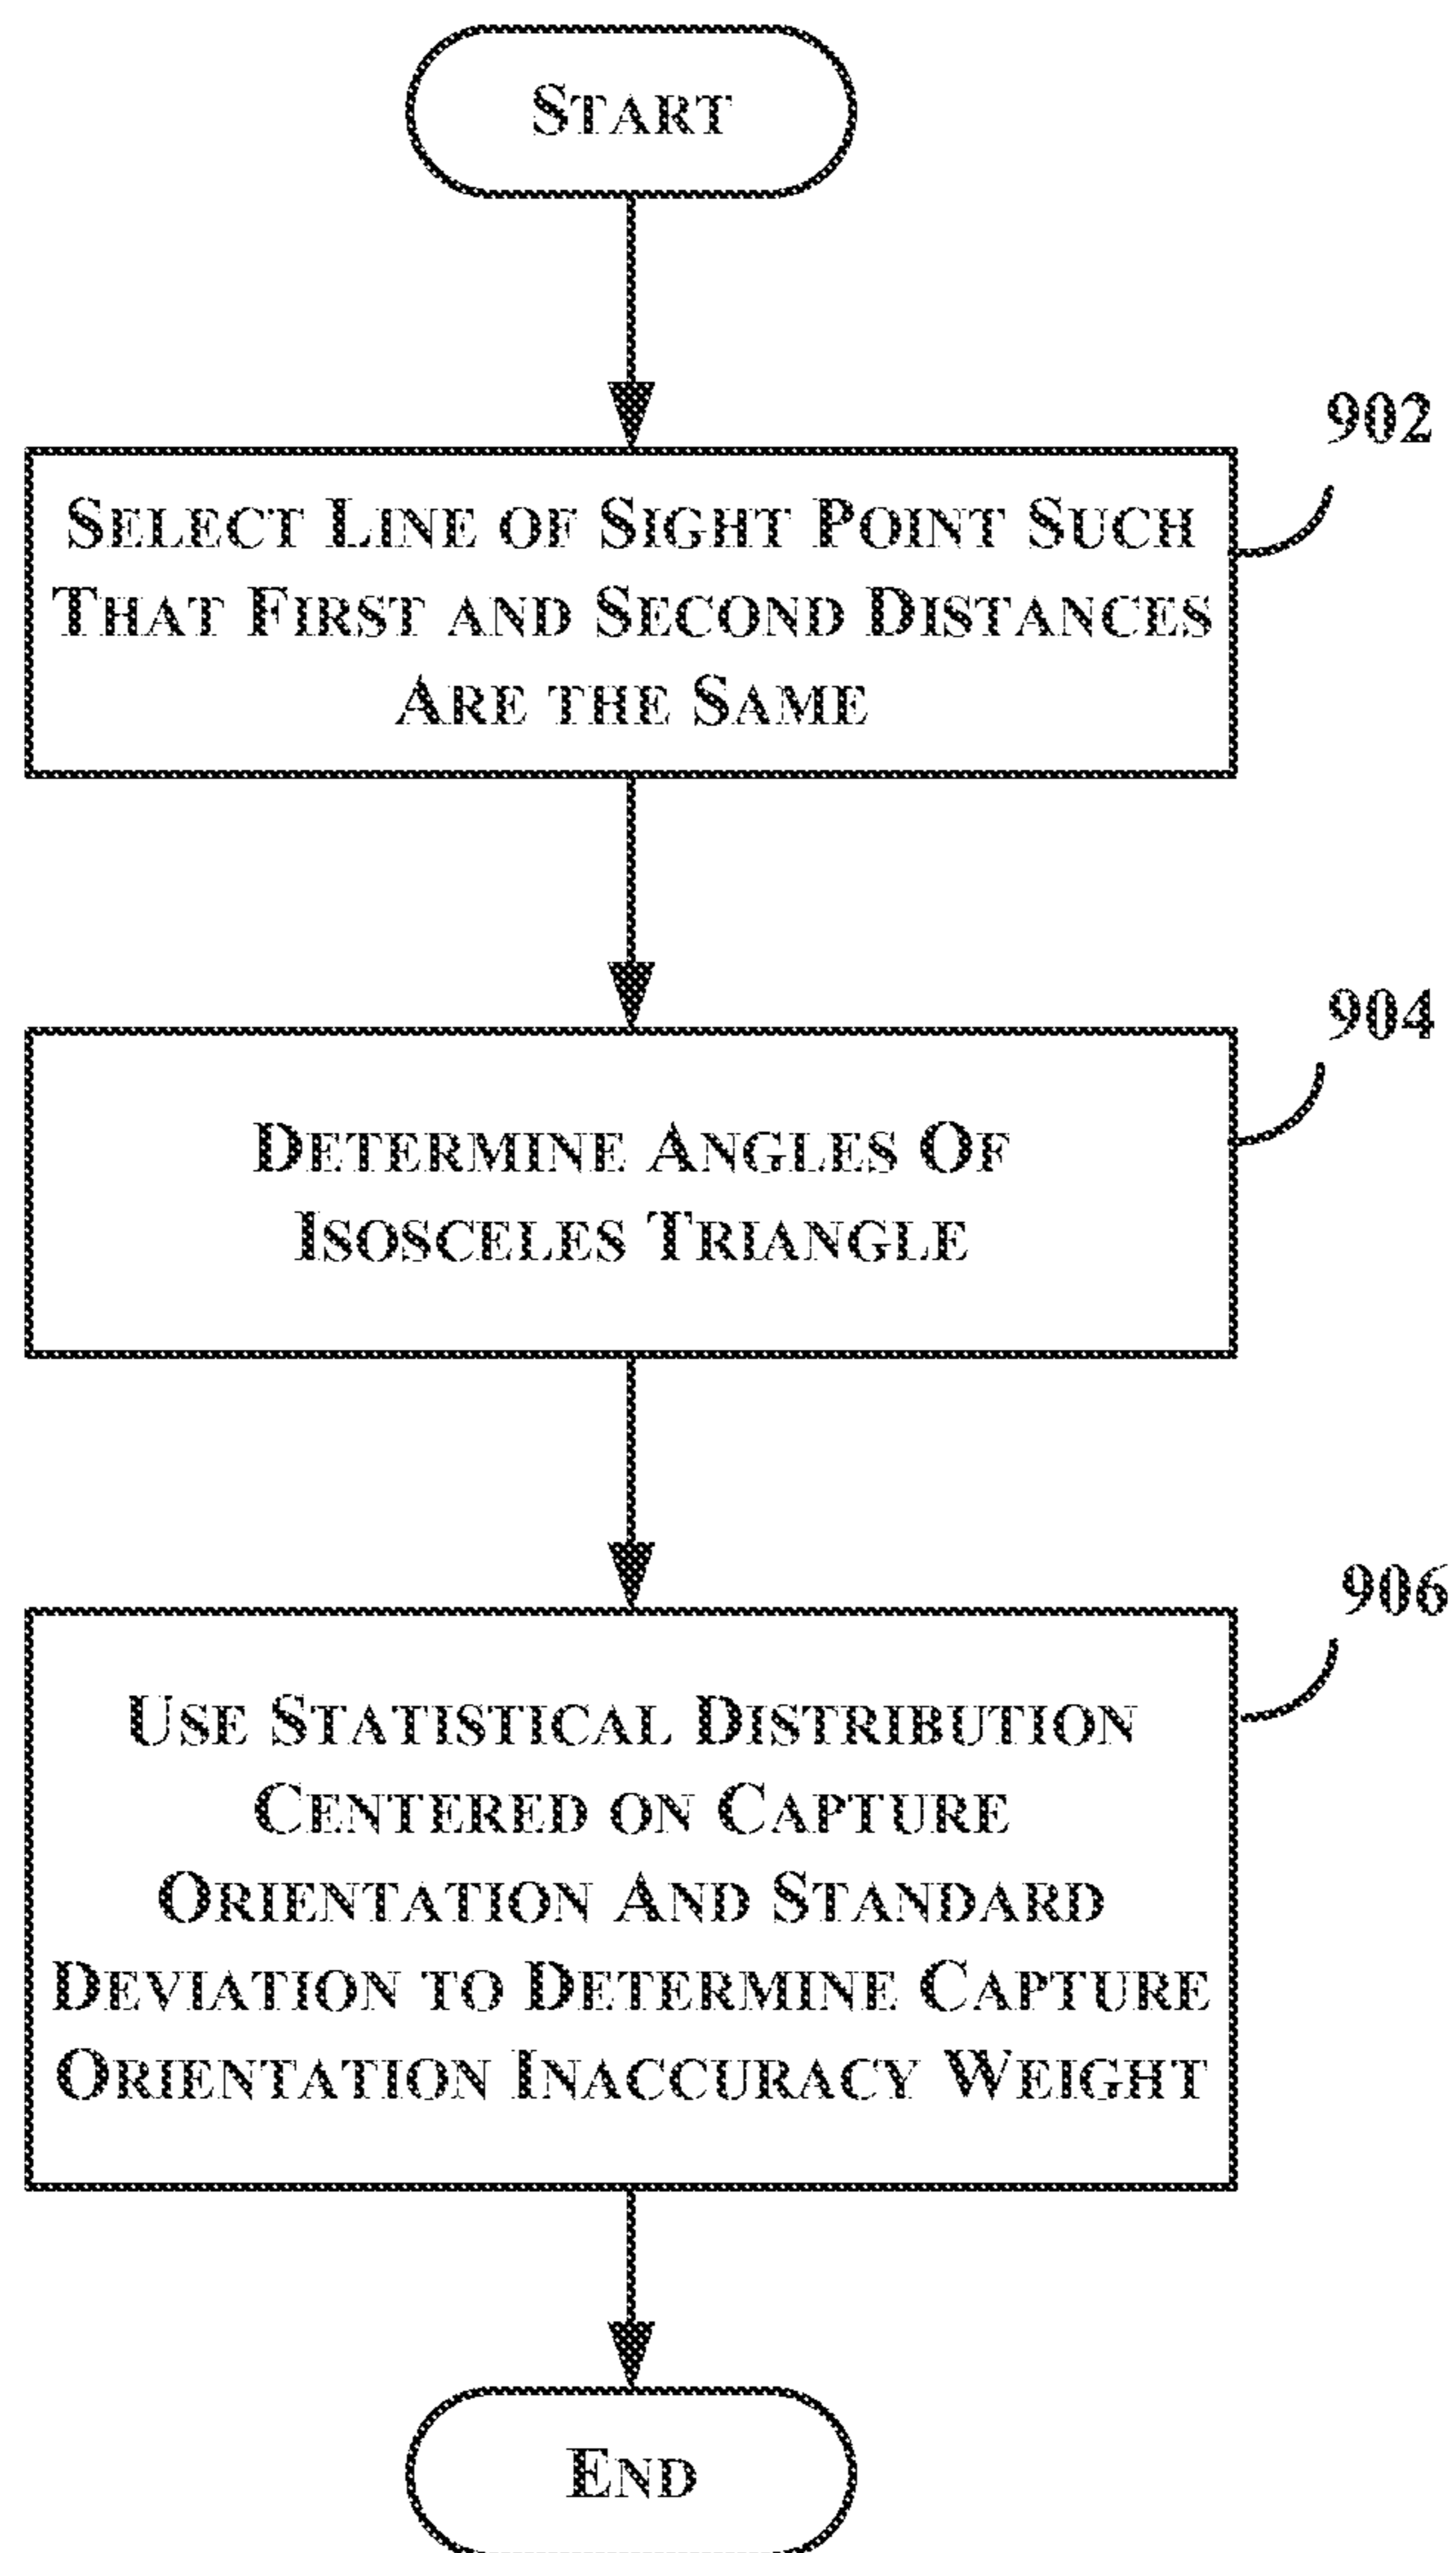 START
902
SELECT LINE OF SIGHT POINT SUCH
THAT FIRST AND SECOND DISTANCES
ARE THE SAME
904
DETERMINE ANGLES OF
ISOSCELES TRIANGLE
906
USE STATISTICAL DISTRIBUTION
CENTERED ON CAPTURE
ORIENTATION AND STANDARD
DEVIATION TO DETERMINE CAPTURE
ORIENTATION INACCURACY WEIGHT
END